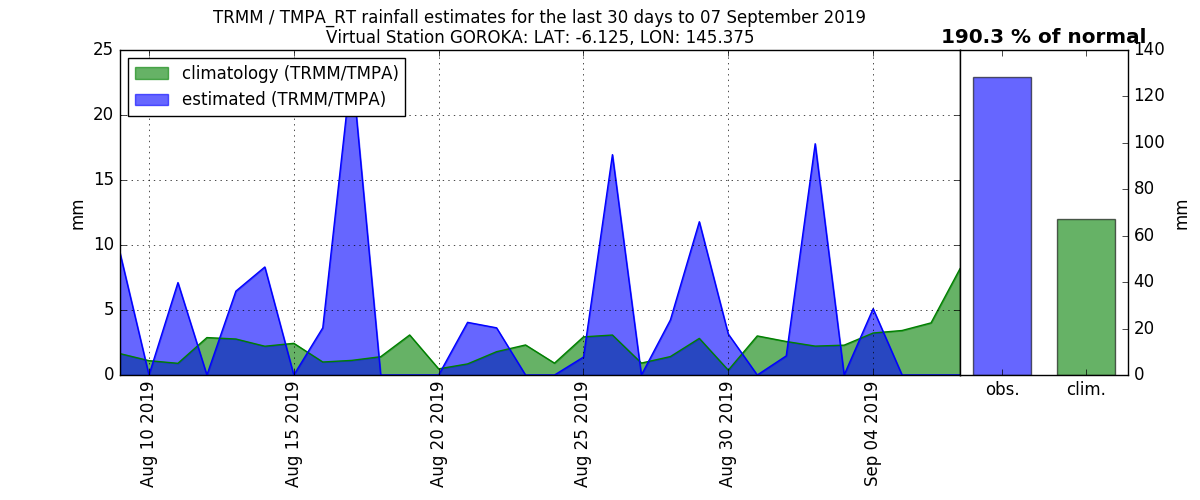 TRMM / TMPA_RT rainfall estimates for the last 30 days to 07 September 2019
Virtual Station GOROKA: LAT: -6.125, LON: 145.375
190.3 % of normal
climatology (TRMM/TMPA)
estimated (TRMM/TMPA)
25
20
15
10
5
0
mm
Aug 10 2019
Aug 15 2019
Aug 20 2019
Aug 25 2019
Aug 30 2019
Sep 04 2019
140
120
100
80
60
40
20
0
mm
obs.
clim.